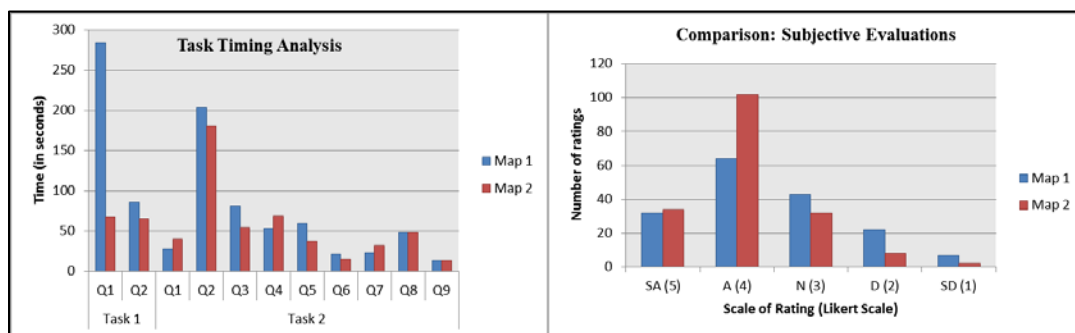 Task Timing Analysis
Time (in seconds)
300
250
200
150
100
50
0
Q1 Q2 Q1 Q2 Q3 Q4 Q5 Q6 Q7 Q8 Q9
Task 1 Task 2
Map 1
Map 2
Comparison: Subjective Evaluations
Number of ratings
120
100
80
60
40
20
0
SA (5) A (4) N (3) D (2) SD (1)
Scale of Rating (Likert Scale)
Map 1
Map 2